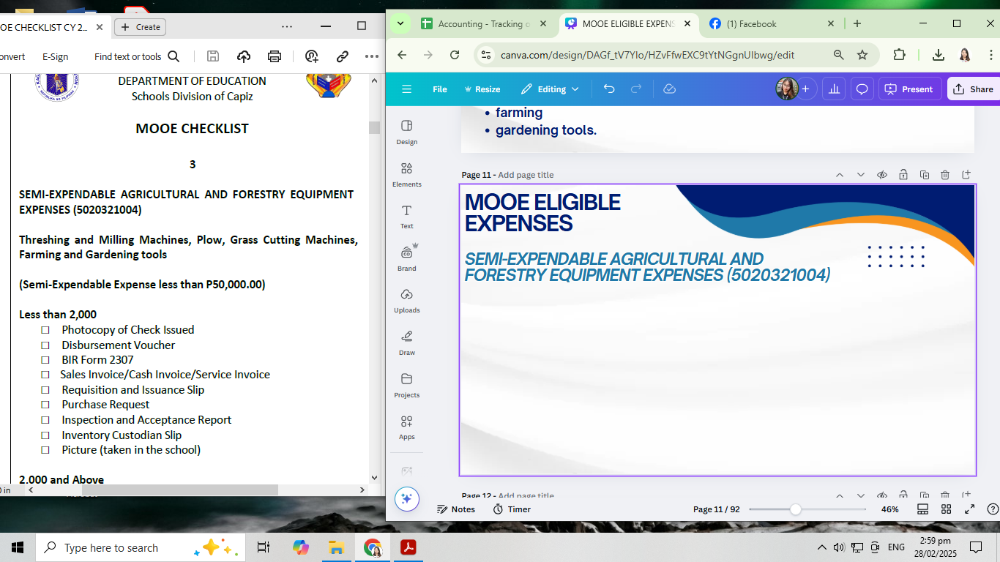 OE CHECKLIST CY 2...
Create
onvert
E-Sign
Find text or tools
DEPARTMENT OF EDUCATION
Schools Division of Capiz
MOOE CHECKLIST
3
SEMI-EXPENDABLE AGRICULTURAL AND FORESTRY EQUIPMENT
EXPENSES (5020321004)
Threshing and Milling Machines, Plow, Grass Cutting Machines,
Farming and Gardening tools
(Semi-Expendable Expense less than P50,000.00)
Less than 2,000
Photocopy of Check Issued
Disbursement Voucher
BIR Form 2307
Sales Invoice/Cash Invoice/Service Invoice
Requisition and Issuance Slip
Purchase Request
Inspection and Acceptance Report
Inventory Custodian Slip
Picture (taken in the school)
2,000 and Above
0 in
Accounting - Tracking o
MOOE ELIGIBLE EXPENS
(1) Facebook
canva.com/design/DAGf_tV7YIo/HZvFfwEXC9tYtNGgnUIbwg/edit
File
Resize
Editing
Present
Share
Design
Elements
Text
Brand
Uploads
Draw
Projects
Apps
• farming
• gardening tools.
Page 11 - Add page title
MOOE ELIGIBLE
EXPENSES
SEMI-EXPENDABLE AGRICULTURAL AND
FORESTRY EQUIPMENT EXPENSES (5020321004)
Page 12 - Add page title
Notes
Timer
Page 11 / 92
46%
Type here to search
ENG
2:59 pm
28/02/2025